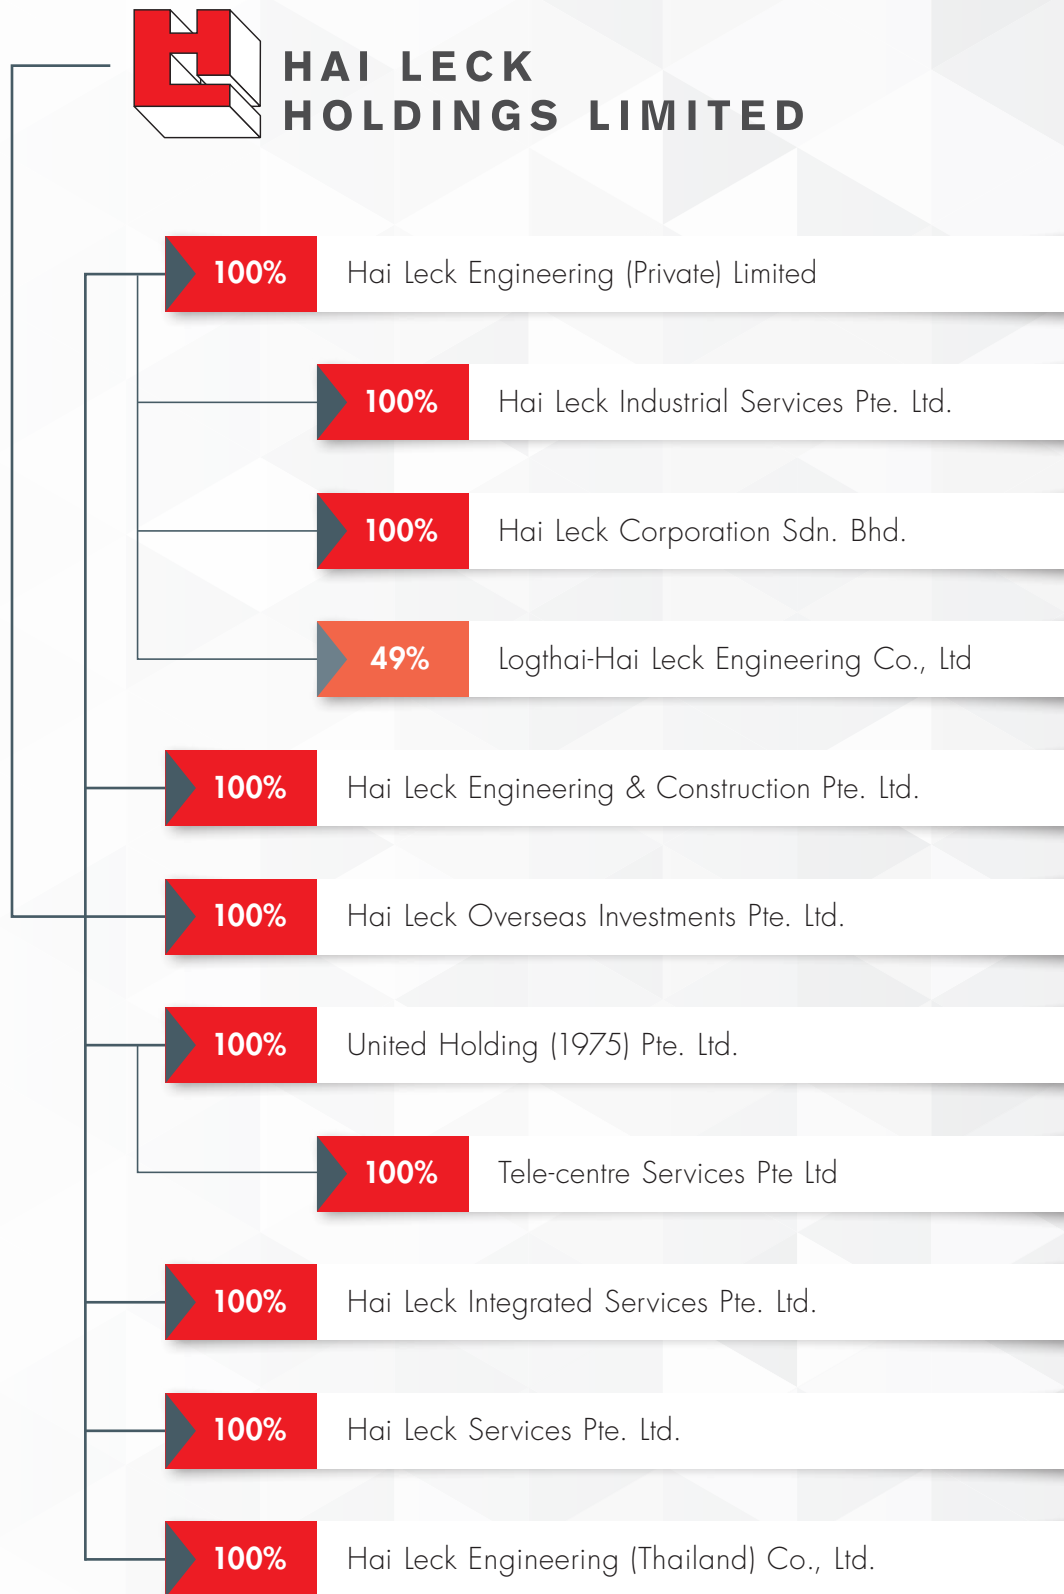 HAI LECK
HOLDINGS LIMITED
100% Hai Leck Engineering (Private) Limited
100% Hai Leck Industrial Services Pte. Ltd.
100% Hai Leck Corporation Sdn. Bhd.
49% Logthai-Hai Leck Engineering Co., Ltd
100% Hai Leck Engineering & Construction Pte. Ltd.
100% Hai Leck Overseas Investments Pte. Ltd.
100% United Holding (1975) Pte. Ltd.
100% Tele-centre Services Pte Ltd
100% Hai Leck Integrated Services Pte. Ltd.
100% Hai Leck Services Pte. Ltd.
100% Hai Leck Engineering (Thailand) Co., Ltd.